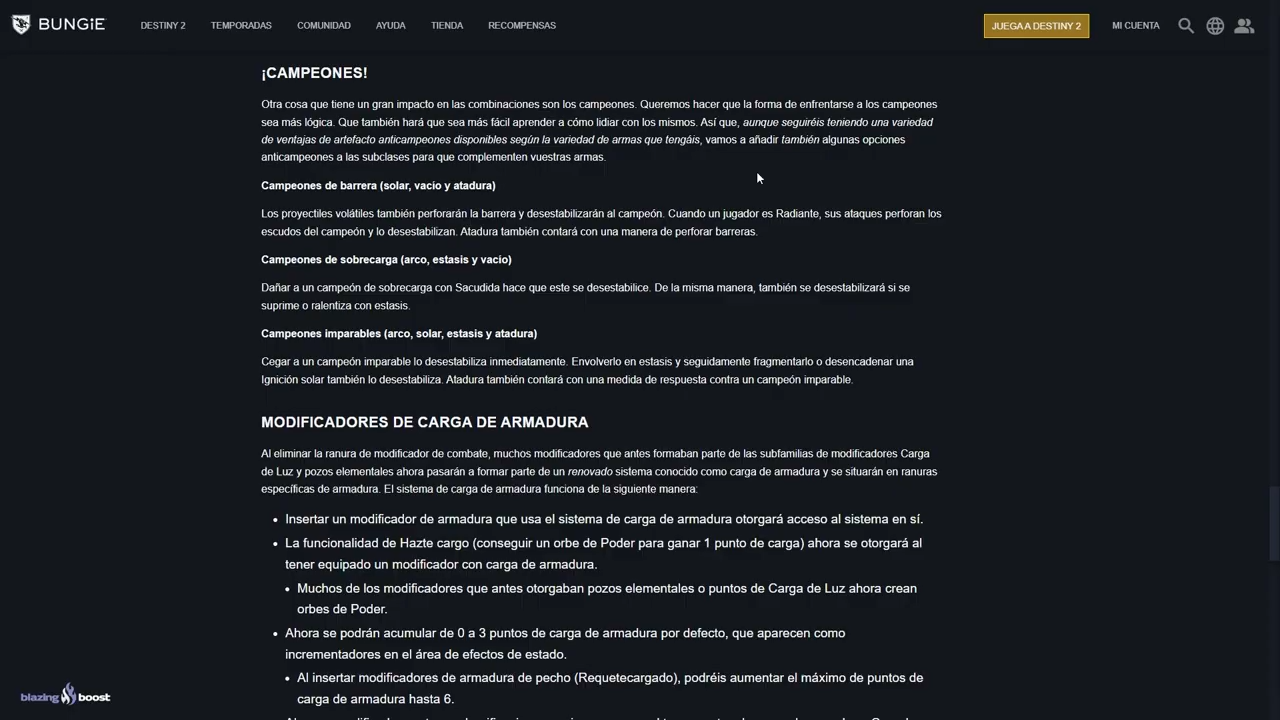 BUNGiE DESTINY 2 TEMPORADAS COMUNIDAD AYUDA TIENDA RECOMPENSAS JUEGA A DESTINY 2 MI CUENTA
¡CAMPEONES!
Otra cosa que tiene un gran impacto en las combinaciones son los campeones. Queremos hacer que la forma de enfrentarse a los campeones
sea más lógica. Que también hará que sea más fácil aprender a cómo lidiar con los mismos. Así que, aunque seguiréis teniendo una variedad
de ventajas de artefacto anticampeones disponibles según la variedad de armas que tengáis, vamos a añadir también algunas opciones
anticampeones a las subclases para que complementen vuestras armas.
Campeones de barrera (solar, vacío y atadura)
Los proyectiles volátiles también perforarán la barrera y desestabilizarán al campeón. Cuando un jugador es Radiante, sus ataques perforan los
escudos del campeón y lo desestabilizan. Atadura también contará con una manera de perforar barreras.
Campeones de sobrecarga (arco, estasis y vacío)
Dañar a un campeón de sobrecarga con Sacudida hace que este se desestabilice. De la misma manera, también se desestabilizará si se
suprime o ralentiza con estasis.
Campeones imparables (arco, solar, estasis y atadura)
Cegar a un campeón imparable lo desestabiliza inmediatamente. Envolverlo en estasis y seguidamente fragmentarlo o desencadenar una
Ignición solar también lo desestabiliza. Atadura también contará con una medida de respuesta contra un campeón imparable.
MODIFICADORES DE CARGA DE ARMADURA
Al eliminar la ranura de modificador de combate, muchos modificadores que antes formaban parte de las subfamilias de modificadores Carga
de Luz y pozos elementales ahora pasarán a formar parte de un renovado sistema conocido como carga de armadura y se situarán en ranuras
específicas de armadura. El sistema de carga de armadura funciona de la siguiente manera:
• Insertar un modificador de armadura que usa el sistema de carga de armadura otorgará acceso al sistema en sí.
• La funcionalidad de Hazte cargo (conseguir un orbe de Poder para ganar 1 punto de carga) ahora se otorgará al
tener equipado un modificador con carga de armadura.
• Muchos de los modificadores que antes otorgaban pozos elementales o puntos de Carga de Luz ahora crean
orbes de Poder.
• Ahora se podrán acumular de 0 a 3 puntos de carga de armadura por defecto, que aparecen como
incrementadores en el área de efectos de estado.
• Al insertar modificadores de armadura de pecho (Requetecargado), podréis aumentar el máximo de puntos de
carga de armadura hasta 6.
blazing boost